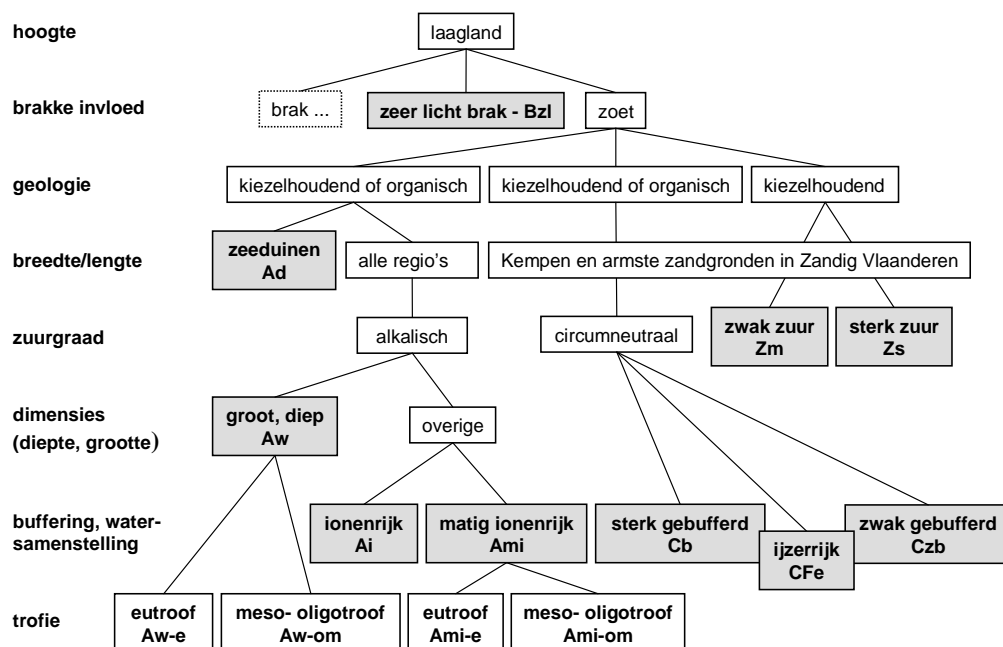 hoogte
laagland
brakke invloed
brak ...
zeer licht brak - Bzl
zoet
geologie
kiezelhoudend of organisch
kiezelhoudend of organisch
kiezelhoudend
breedte/lengte
zeeduinen
Ad
alle regio's
Kempen en armste zandgronden in Zandig Vlaanderen
zuurgraad
alkalisch
circumneutraal
zwak zuur
Zm
sterk zuur
Zs
dimensies
(diepte, grootte)
groot, diep
Aw
overige
buffering, water-
samenstelling
ionenrijk
Ai
matig ionenrijk
Ami
sterk gebufferd
Cb
ijzerrijk
CFe
zwak gebufferd
Czb
trofie
eutroof
Aw-e
meso- oligotroof
Aw-om
eutroof
Ami-e
meso- oligotroof
Ami-om